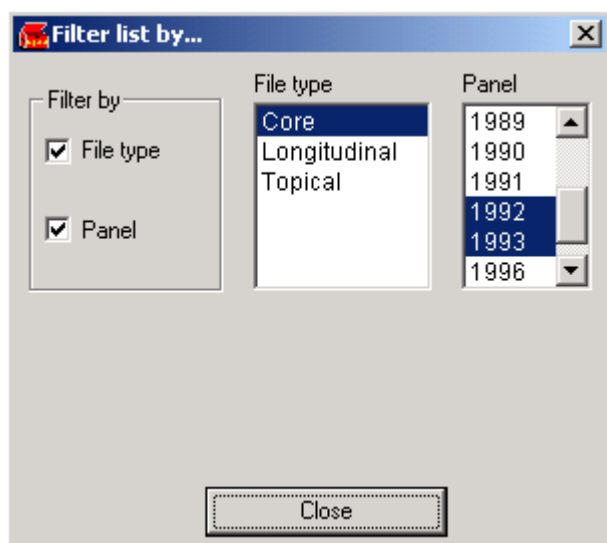 Filter list by...
Filter by
File type
Panel
File type
Core
Longitudinal
Topical
Panel
1989
1990
1991
1992
1993
1996
Close